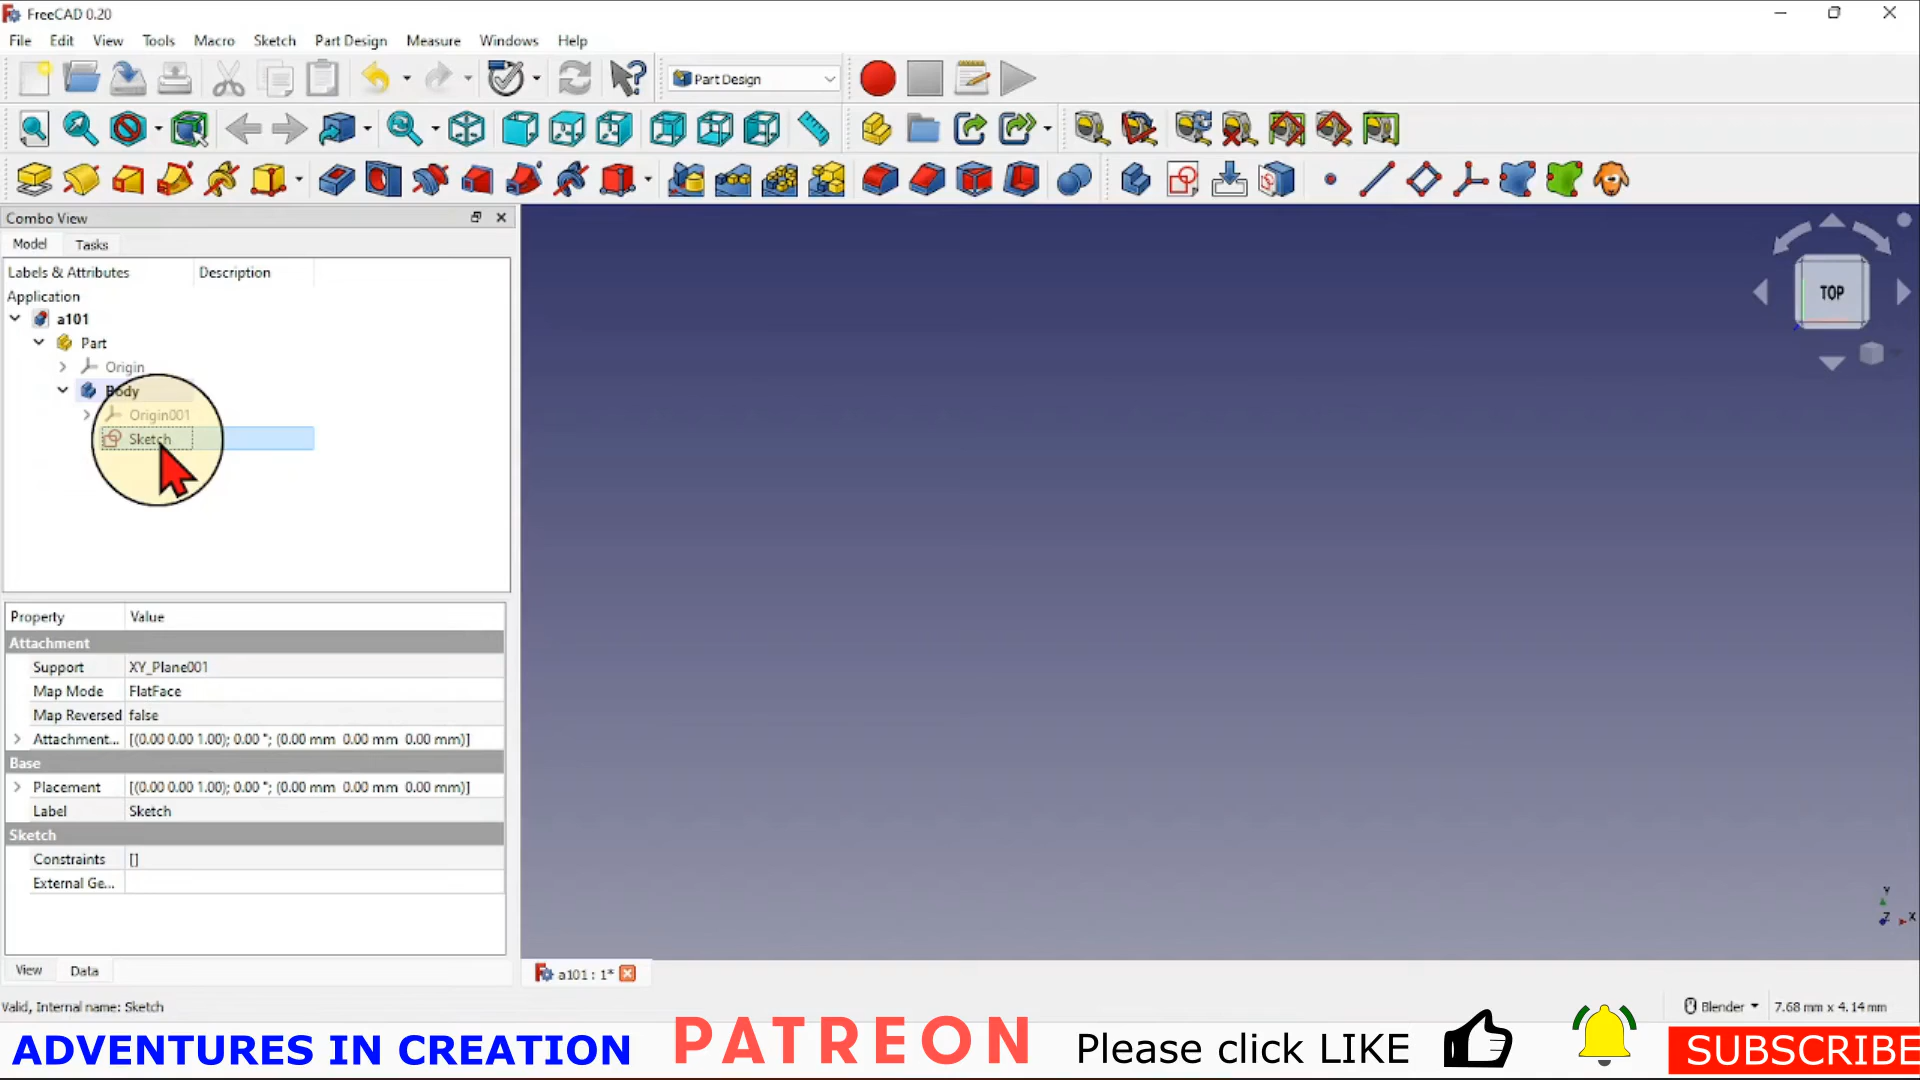 FreeCAD 0.20
File Edit View Tools Macro Sketch Part Design Measure Windows Help
Part Design
Combo View
Model Tasks
Labels & Attributes Description
Application
a101
Part
Origin
Body
Origin001
Sketch
TOP
Property Value
Attachment
Support XY_Plane001
Map Mode FlatFace
Map Reversed false
Attachment... [(0.00 0.00 1.00); 0.00 °; (0.00 mm 0.00 mm 0.00 mm)]
Base
Placement [(0.00 0.00 1.00); 0.00 °; (0.00 mm 0.00 mm 0.00 mm)]
Label Sketch
Sketch
Constraints []
External Ge...
Y
Z X
View Data
a101 : 1*
Valid, Internal name: Sketch
Blender 7.68 mm x 4.14 mm
ADVENTURES IN CREATION PATREON Please click LIKE SUBSCRIBE